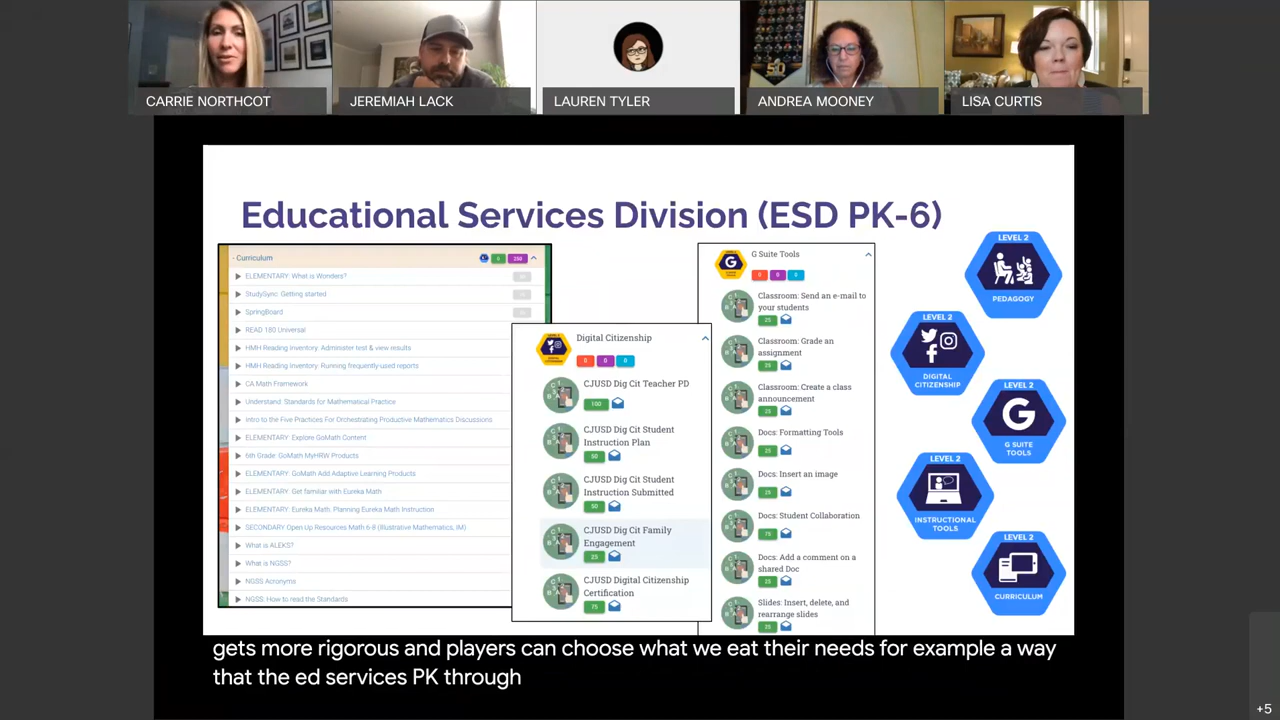 CARRIE NORTHCOT
JEREMIAH LACK
LAUREN TYLER
ANDREA MOONEY
LISA CURTIS
Educational Services Division (ESD PK-6)
- Curriculum
6
250
ELEMENTARY: What is Wonders?
StudySync: Getting started
SpringBoard
READ 180 Universal
HMH Reading Inventory: Administer test & view results
HMH Reading Inventory: Running frequently-used reports
CA Math Framework
Understand: Standards for Mathematical Practice
Intro to the Five Practices For Orchestrating Productive Mathematics Discussions
ELEMENTARY: Explore GoMath Content
6th Grade: GoMath MyHRW Products
ELEMENTARY: GoMath Add Adaptive Learning Products
ELEMENTARY: Get familiar with Eureka Math
ELEMENTARY: Eureka Math: Planning Eureka Math Instruction
SECONDARY Open Up Resources Math 6-8 (Illustrative Mathematics, IM)
What is ALEKS?
What is NGSS?
NGSS Acronyms
NGSS: How to read the Standards
Digital Citizenship
0 0 0
CJUSD Dig Cit Teacher PD
100
CJUSD Dig Cit Student
Instruction Plan
50
CJUSD Dig Cit Student
Instruction Submitted
50
CJUSD Dig Cit Family
Engagement
25
CJUSD Digital Citizenship
Certification
75
G
G Suite Tools
0 0 0
Classroom: Send an e-mail to
your students
25
Classroom: Grade an
assignment
25
Classroom: Create a class
announcement
25
Docs: Formatting Tools
25
Docs: Insert an image
25
Docs: Student Collaboration
75
Docs: Add a comment on a
shared Doc
25
Slides: Insert, delete, and
rearrange slides
25
LEVEL 2
PEDAGOGY
LEVEL 2
DIGITAL
CITIZENSHIP
LEVEL 2
G
G SUITE
TOOLS
LEVEL 2
INSTRUCTIONAL
TOOLS
LEVEL 2
CURRICULUM
gets more rigorous and players can choose what we eat their needs for example a way
that the ed services PK through
+5